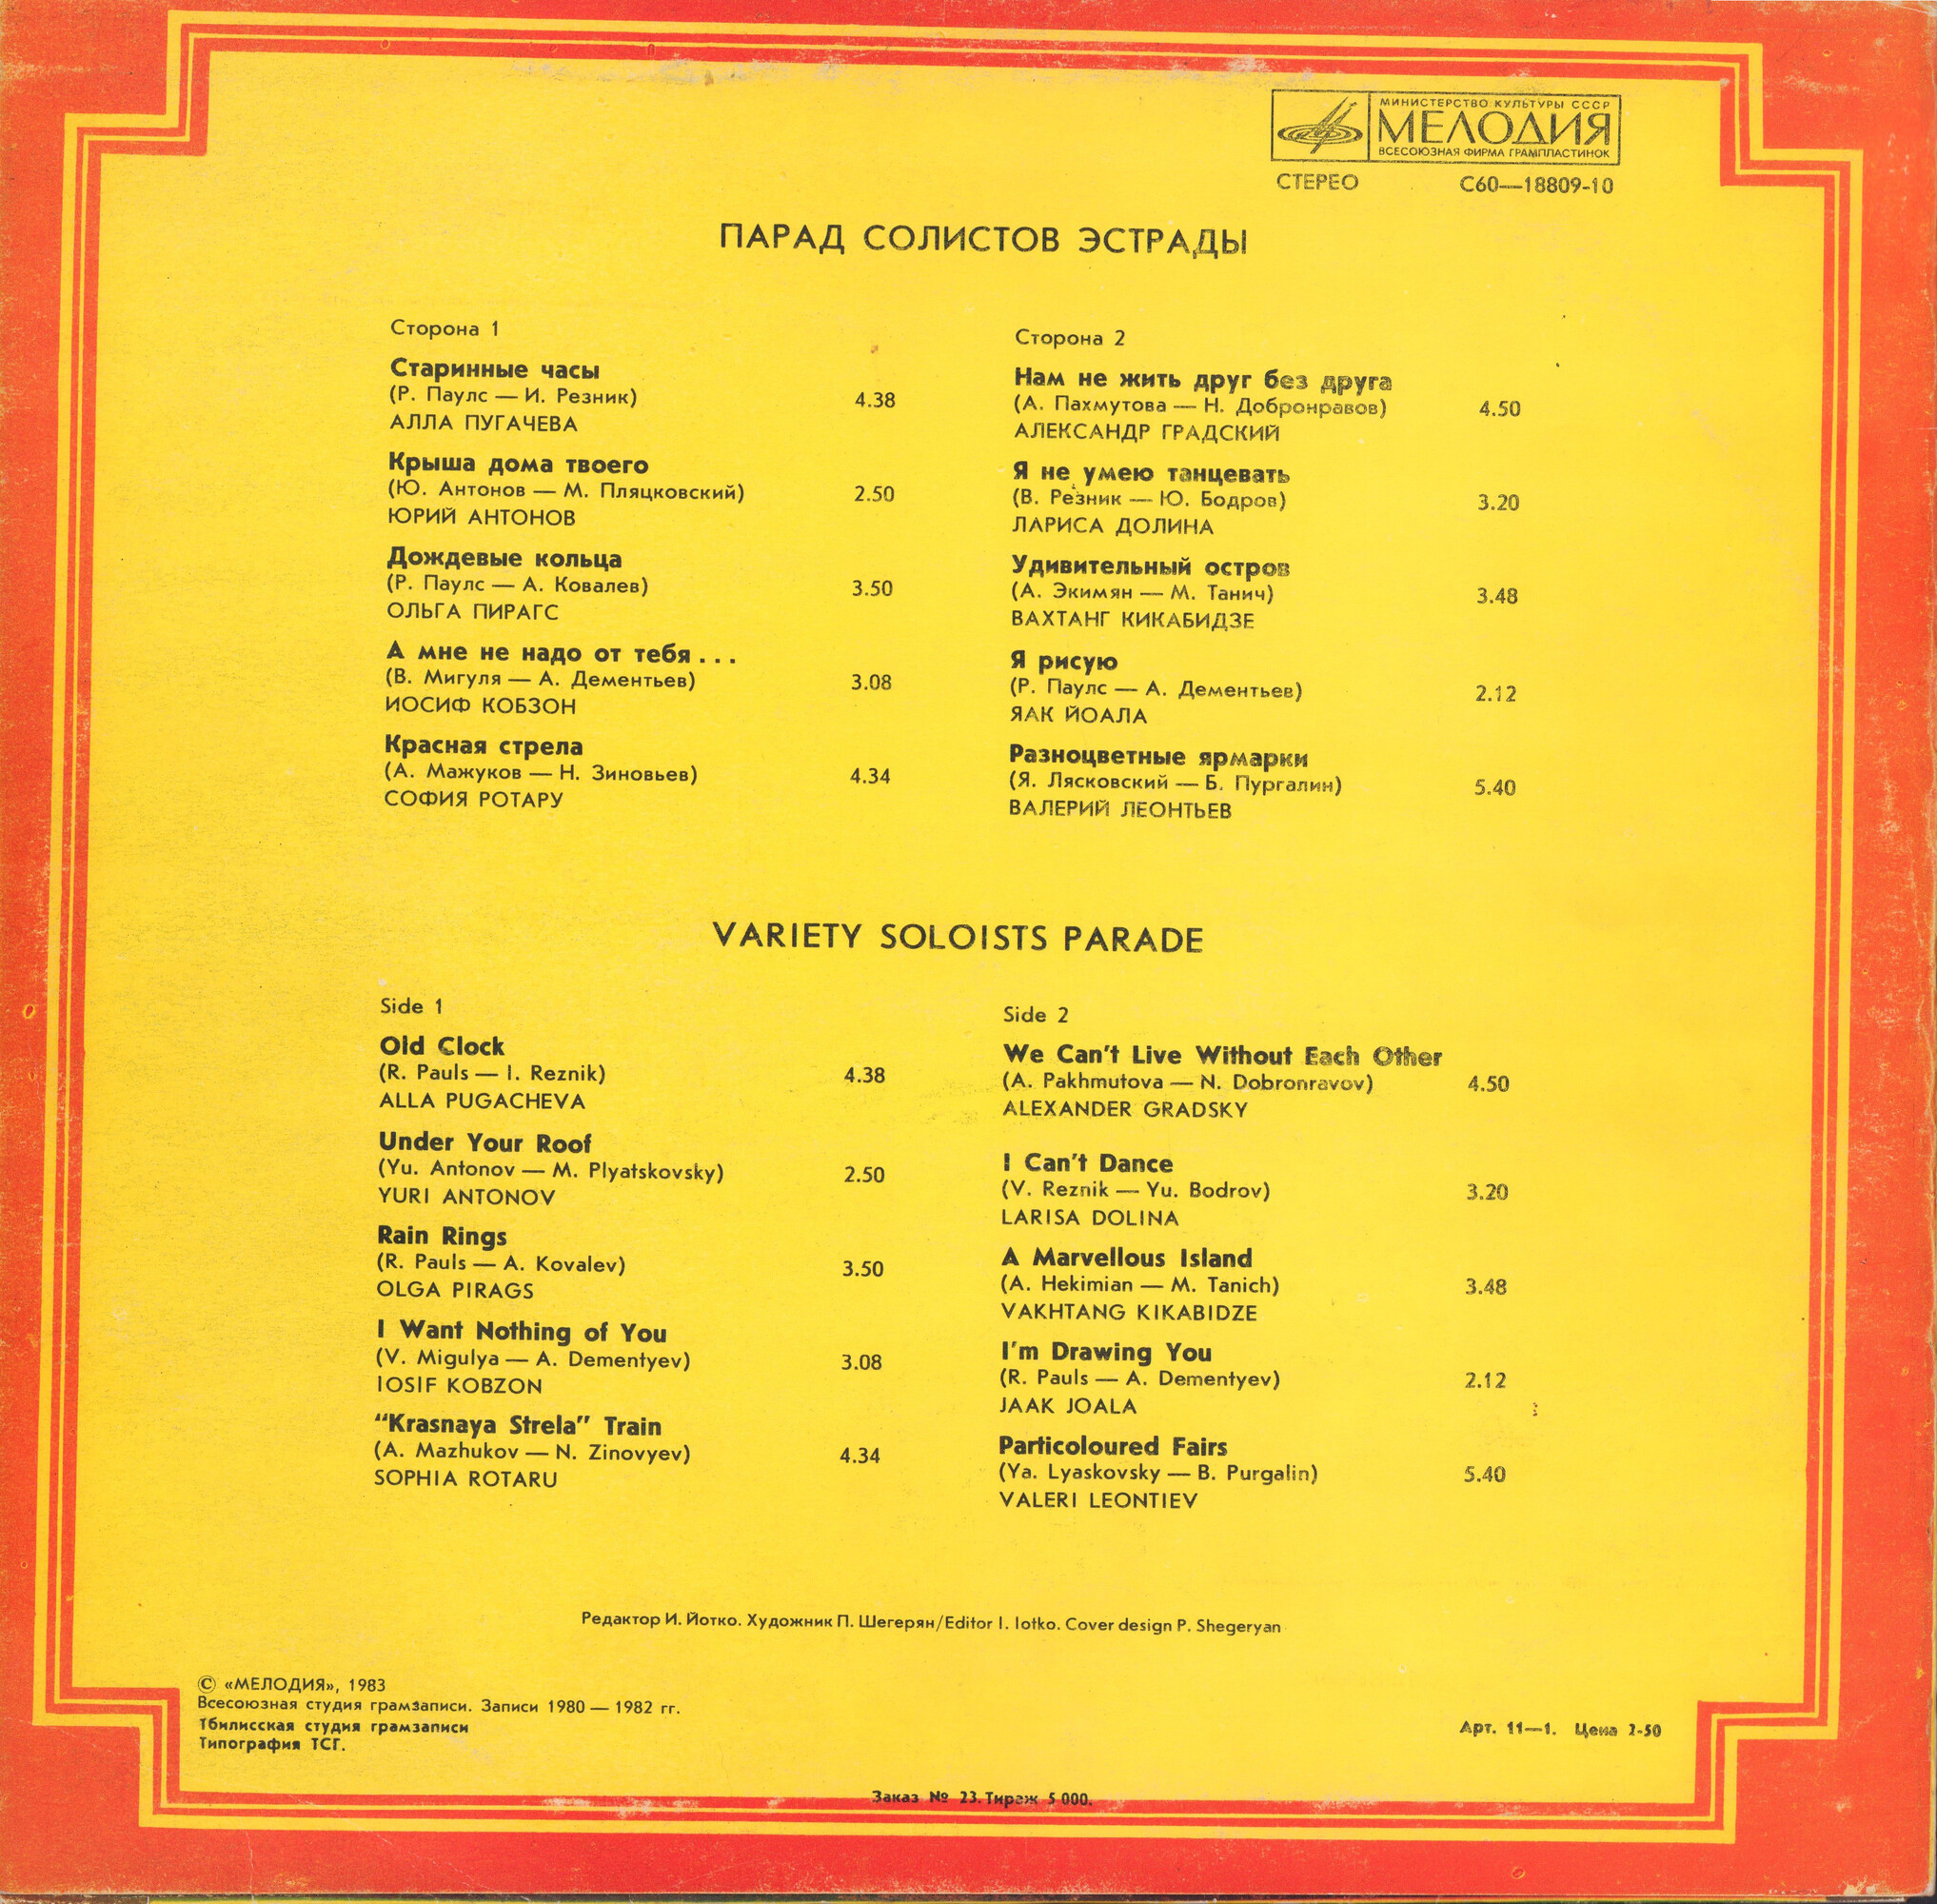 МИНИСТЕРСТВО КУЛЬТУРЫ СССР
МЕЛОДИЯ
ВСЕСОЮЗНАЯ ФИРМА ГРАМПЛАСТИНОК
СТЕРЕО С60—18809-10
ПАРАД СОЛИСТОВ ЭСТРАДЫ
Сторона 1
Старинные часы
(Р. Паулс — И. Резник) 4.38
АЛЛА ПУГАЧЕВА
Крыша дома твоего
(Ю. Антонов — М. Пляцковский) 2.50
ЮРИЙ АНТОНОВ
Дождевые кольца
(Р. Паулс — А. Ковалев) 3.50
ОЛЬГА ПИРАГС
А мне не надо от тебя...
(В. Мигуля — А. Дементьев) 3.08
ИОСИФ КОБЗОН
Красная стрела
(А. Мажуков — Н. Зиновьев) 4.34
СОФИЯ РОТАРУ
Сторона 2
Нам не жить друг без друга
(А. Пахмутова — Н. Добронравов) 4.50
АЛЕКСАНДР ГРАДСКИЙ
Я не умею танцевать
(В. Резник — Ю. Бодров) 3.20
ЛАРИСА ДОЛИНА
Удивительный остров
(А. Экимян — М. Танич) 3.48
ВАХТАНГ КИКАБИДЗЕ
Я рисую
(Р. Паулс — А. Дементьев) 2.12
ЯАК ЙОАЛА
Разноцветные ярмарки
(Я. Лясковский — Б. Пургалин) 5.40
ВАЛЕРИЙ ЛЕОНТЬЕВ
VARIETY SOLOISTS PARADE
Side 1
Old Clock
(R. Pauls — I. Reznik) 4.38
ALLA PUGACHEVA
Under Your Roof
(Yu. Antonov — M. Plyatskovsky) 2.50
YURI ANTONOV
Rain Rings
(R. Pauls — A. Kovalev) 3.50
OLGA PIRAGS
I Want Nothing of You
(V. Migulya — A. Dementyev) 3.08
IOSIF KOBZON
“Krasnaya Strela” Train
(A. Mazhukov — N. Zinovyev) 4.34
SOPHIA ROTARU
Side 2
We Can't Live Without Each Other
(A. Pakhmutova — N. Dobronravov) 4.50
ALEXANDER GRADSKY
I Can't Dance
(V. Reznik — Yu. Bodrov) 3.20
LARISA DOLINA
A Marvellous Island
(A. Hekimian — M. Tanich) 3.48
VAKHTANG KIKABIDZE
I'm Drawing You
(R. Pauls — A. Dementyev) 2.12
JAAK JOALA
Particoloured Fairs
(Ya. Lyaskovsky — B. Purgalin) 5.40
VALERI LEONTIEV
Редактор И. Йотко. Художник П. Шегерян/Editor I. Iotko. Cover design P. Shegeryan
© «МЕЛОДИЯ», 1983
Всесоюзная студия грамзаписи. Записи 1980 — 1982 гг.
Тбилисская студия грамзаписи
Типография ТСГ.
Арт. 11—1. Цена 2-50
Заказ № 23. Тираж 5 000.